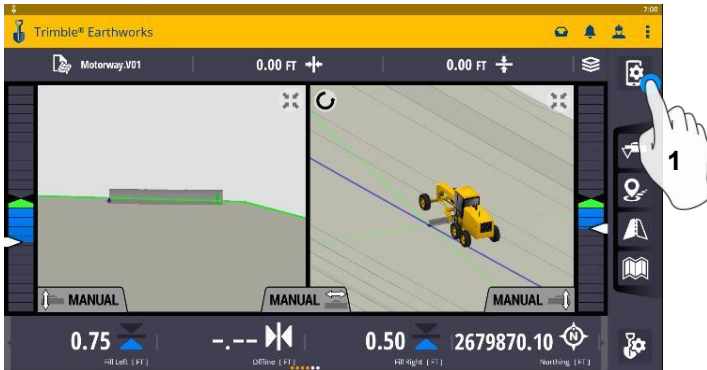 7:00
Trimble® Earthworks
Motorway.V01 0.00 FT 0.00 FT
1
MANUAL MANUAL MANUAL
0.75 -.-- 0.50 2679870.10 N
Fill Left [FT] Offline [FT] Fill Right [FT] Northing [FT]